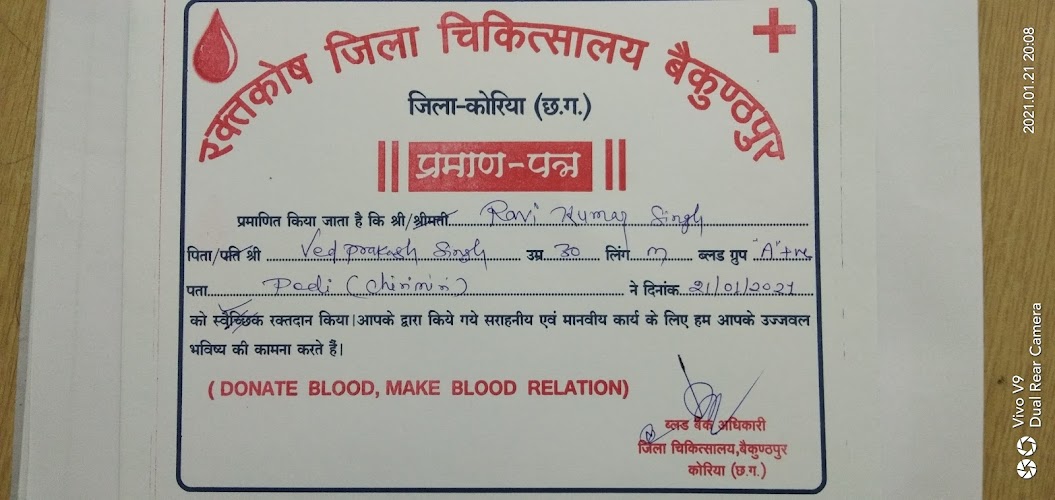 रक्तकोष जिला चिकित्सालय बैकुण्ठपुर
जिला-कोरिया (छ.ग.)
प्रमाण-पत्र
प्रमाणित किया जाता है कि श्री/श्रीमती Ravi Kumar Singh
पिता/पति श्री Ved Prakash Singh उम्र 30 लिंग m ब्लड ग्रुप "A"+ve
पता Podi (Chirimiri) ने दिनांक 21/01/2021
को स्वैच्छिक रक्तदान किया।आपके द्वारा किये गये सराहनीय एवं मानवीय कार्य के लिए हम आपके उज्जवल
भविष्य की कामना करते हैं।
( DONATE BLOOD, MAKE BLOOD RELATION)
ब्लड बैंक अधिकारी
जिला चिकित्सालय,बैकुण्ठपुर
कोरिया (छ.ग.)
2021.01.21 20:08
Vivo V9
Dual Rear Camera